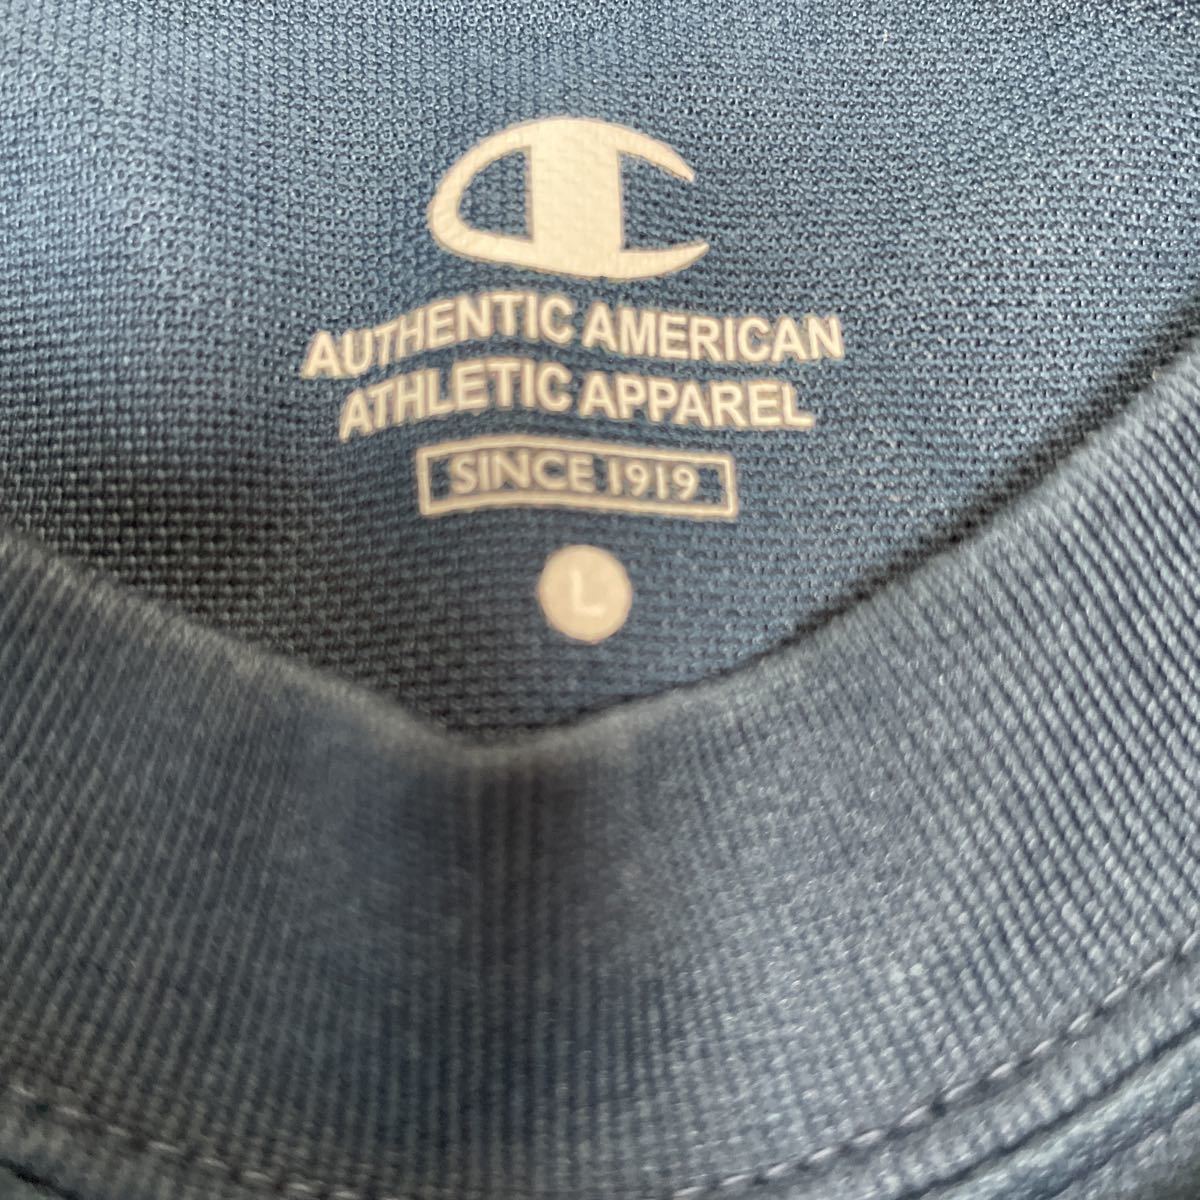 AUTHENTIC AMERICAN
ATHLETIC APPAREL
SINCE 1919
L